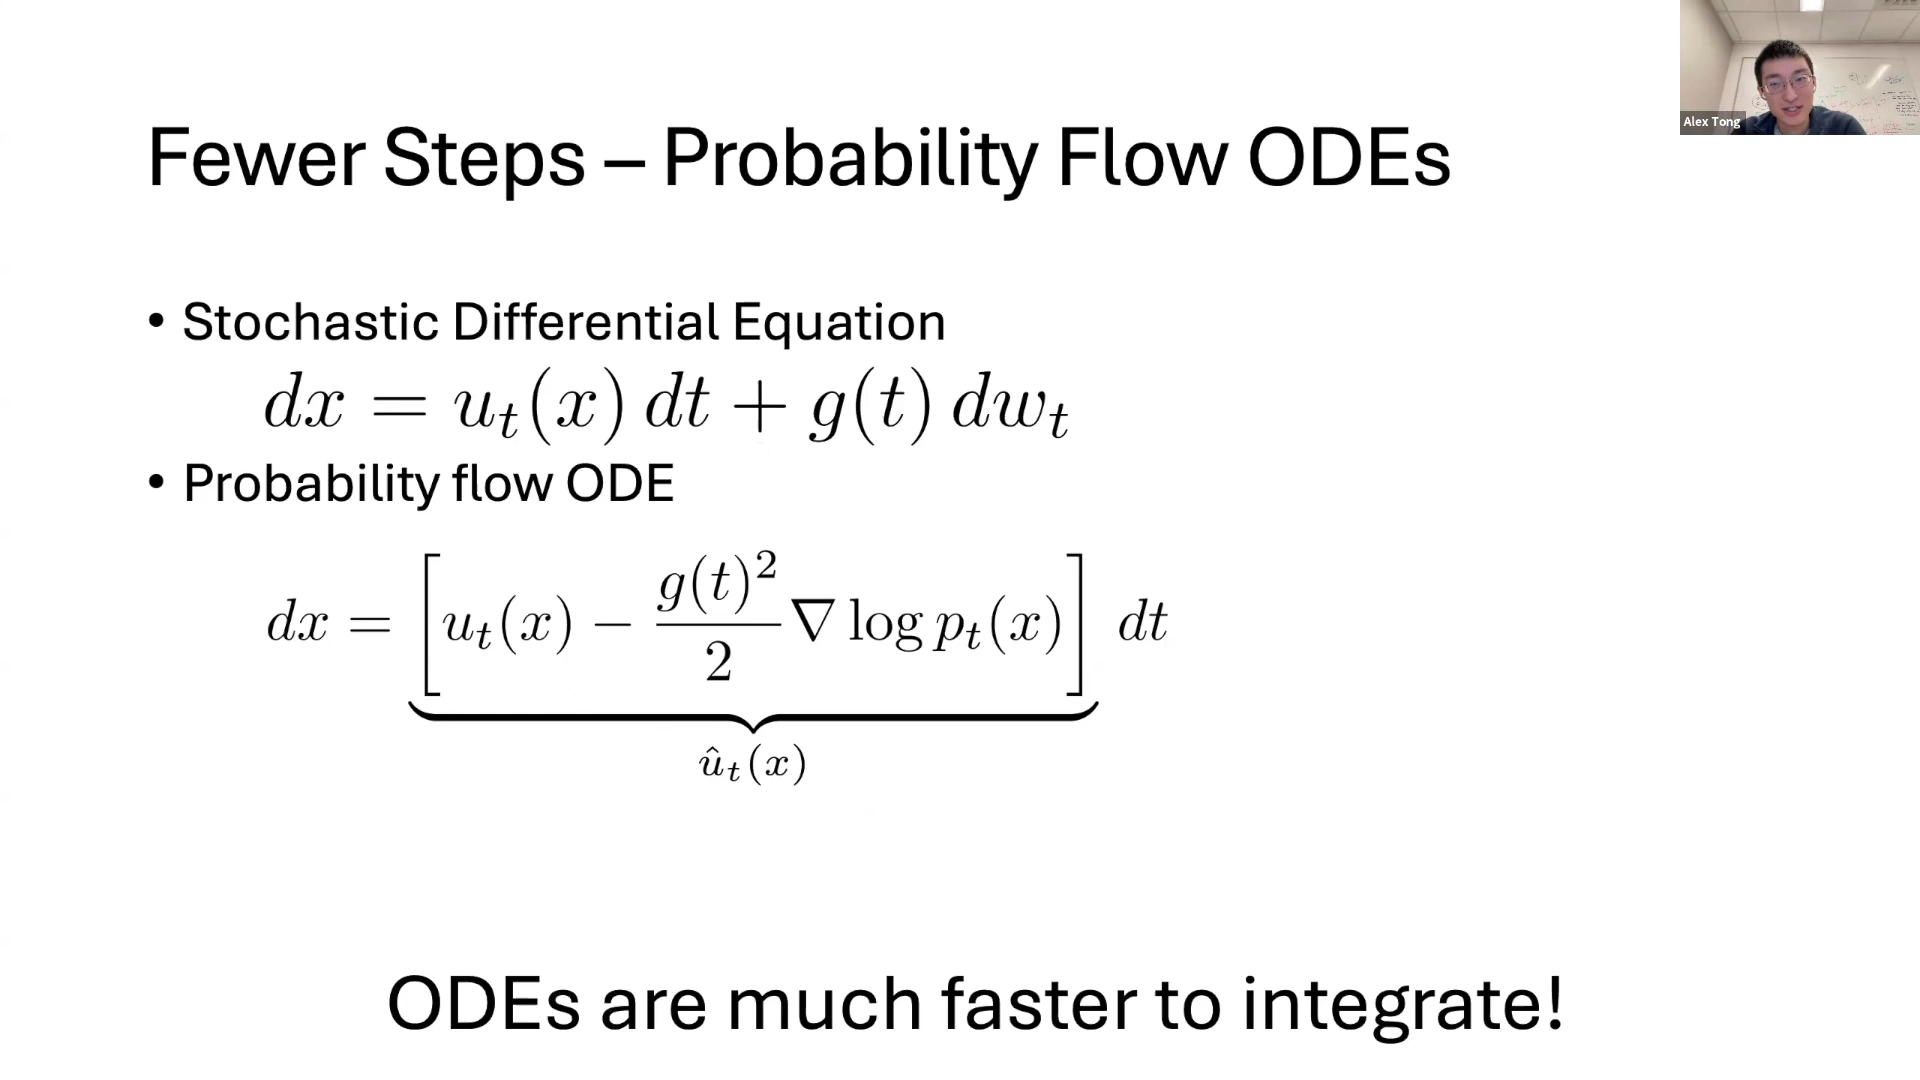 Alex Tong
Fewer Steps – Probability Flow ODEs
• Stochastic Differential Equation
dx = u_t(x) dt + g(t) dw_t
• Probability flow ODE
dx = [u_t(x) − \frac{g(t)^2}{2} ∇ log p_t(x)] dt
û_t(x)
ODEs are much faster to integrate!